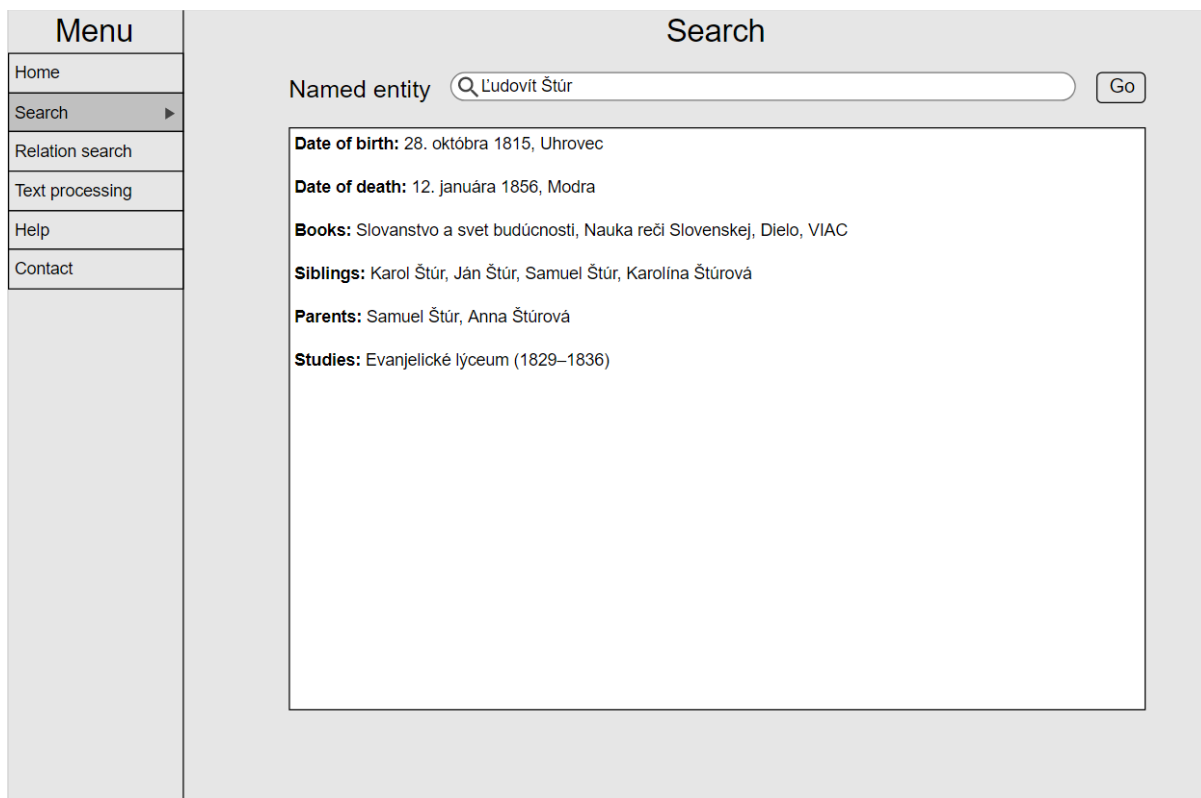 Menu
Home
Search
Relation search
Text processing
Help
Contact
Search
Named entity
Ľudovít Štúr
Go
Date of birth: 28. októbra 1815, Uhrovec
Date of death: 12. januára 1856, Modra
Books: Slovanstvo a svet budúcnosti, Nauka reči Slovenskej, Dielo, VIAC
Siblings: Karol Štúr, Ján Štúr, Samuel Štúr, Karolína Štúrová
Parents: Samuel Štúr, Anna Štúrová
Studies: Evanjelické lýceum (1829–1836)